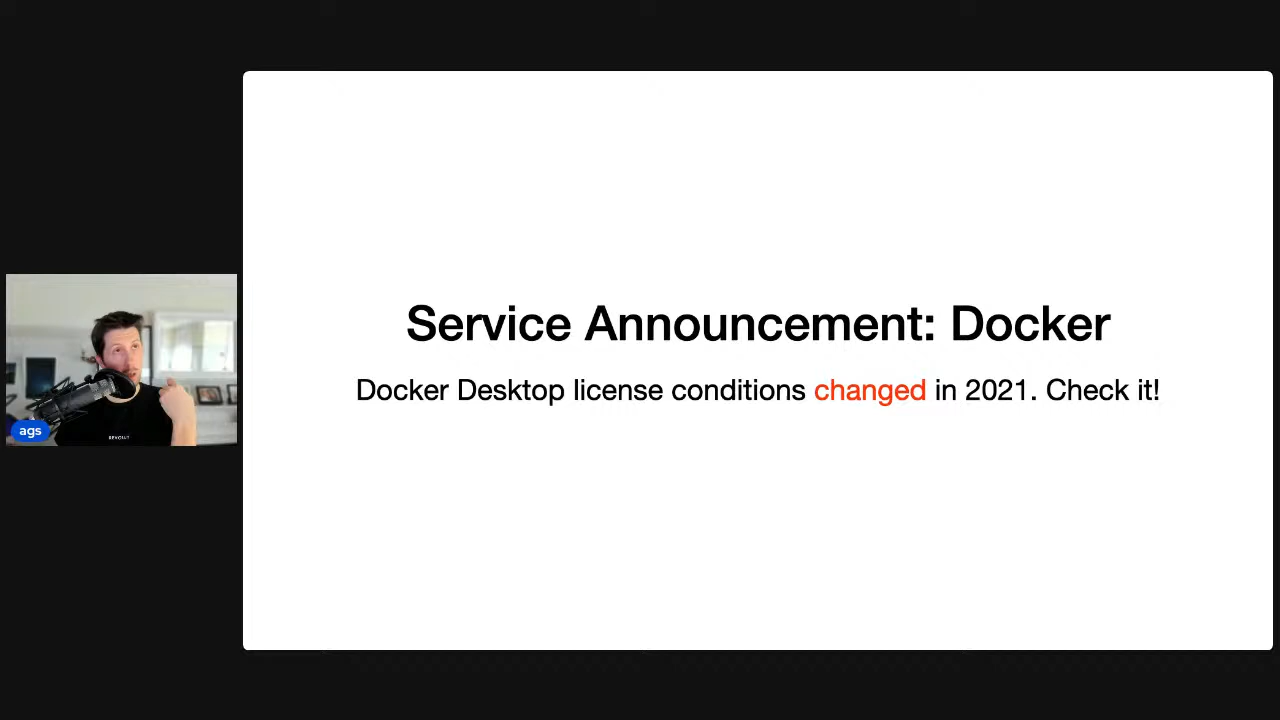 Service Announcement: Docker
Docker Desktop license conditions changed in 2021. Check it!
ags